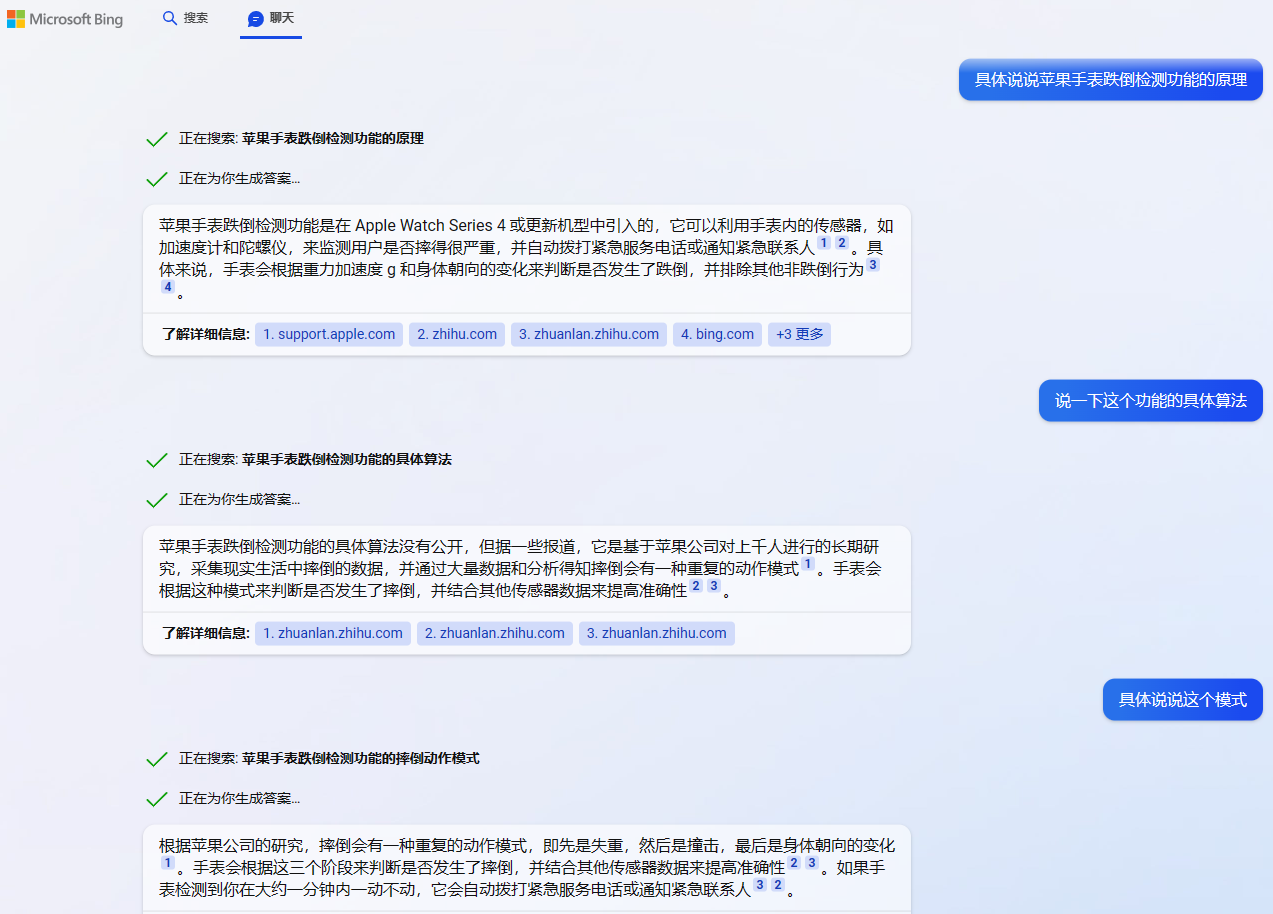 Microsoft Bing
搜索
聊天
具体说说苹果手表跌倒检测功能的原理
正在搜索: 苹果手表跌倒检测功能的原理
正在为你生成答案...
苹果手表跌倒检测功能是在 Apple Watch Series 4 或更新机型中引入的，它可以利用手表内的传感器，如
加速度计和陀螺仪，来监测用户是否摔得很严重，并自动拨打紧急服务电话或通知紧急联系人 1 2 。具
体来说，手表会根据重力加速度 g 和身体朝向的变化来判断是否发生了跌倒，并排除其他非跌倒行为 3
4 。
了解详细信息: 1. support.apple.com 2. zhihu.com 3. zhuanlan.zhihu.com 4. bing.com +3 更多
说一下这个功能的具体算法
正在搜索: 苹果手表跌倒检测功能的具体算法
正在为你生成答案...
苹果手表跌倒检测功能的具体算法没有公开，但据一些报道，它是基于苹果公司对上千人进行的长期研
究，采集现实生活中摔倒的数据，并通过大量数据和分析得知摔倒会有一种重复的动作模式 1 。手表会
根据这种模式来判断是否发生了摔倒，并结合其他传感器数据来提高准确性 2 3 。
了解详细信息: 1. zhuanlan.zhihu.com 2. zhuanlan.zhihu.com 3. zhuanlan.zhihu.com
具体说说这个模式
正在搜索: 苹果手表跌倒检测功能的摔倒动作模式
正在为你生成答案...
根据苹果公司的研究，摔倒会有一种重复的动作模式，即先是失重，然后是撞击，最后是身体朝向的变化
1 。手表会根据这三个阶段来判断是否发生了摔倒，并结合其他传感器数据来提高准确性 2 3 。如果手
表检测到你在大约一分钟内一动不动，它会自动拨打紧急服务电话或通知紧急联系人 3 2 。